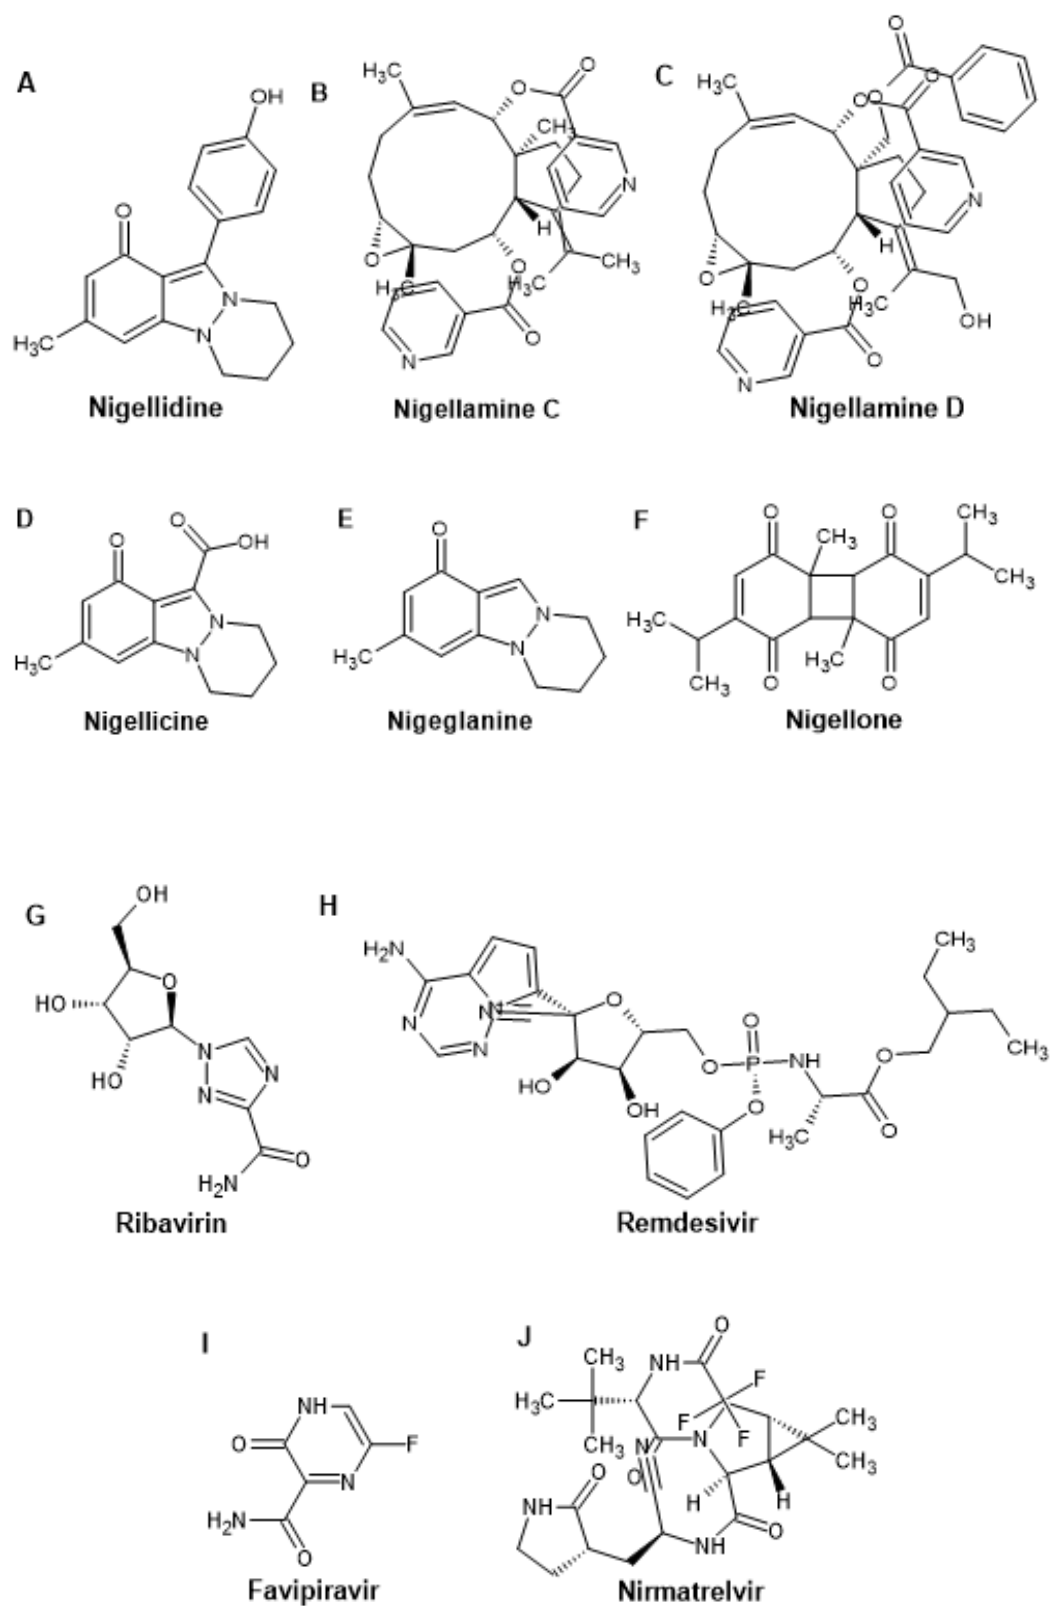 A
OH
O
N
N
H₃C
Nigellidine
B
H₃C
O
O
CH₃
N
H
O
O
H₃C
CH₃
H₃C
H₃C
N
O
Nigellamine C
C
O
O
H₃C
O
O
N
H
O
O
H₃C
H₃C
H₃C
OH
N
O
Nigellamine D
D
O
O
OH
N
N
H₃C
Nigellicine
E
O
N
N
H₃C
Nigeglanine
F
O
O
CH₃
CH₃
CH₃
H₃C
H₃C
CH₃
O
O
Nigellone
G
OH
O
HO
HO
N
N
N
O
H₂N
Ribavirin
H
H₂N
N
N
N
O
HO
OH
O
O
P
NH
O
O
O
H₃C
CH₃
CH₃
Remdesivir
I
NH
O
F
N
H₂N
O
Favipiravir
J
O
CH₃
NH
F
H₃C
F
F
CH₃
CH₃
N
N
CH₃
O
O
H
H
NH
O
NH
Nirmatrelvir